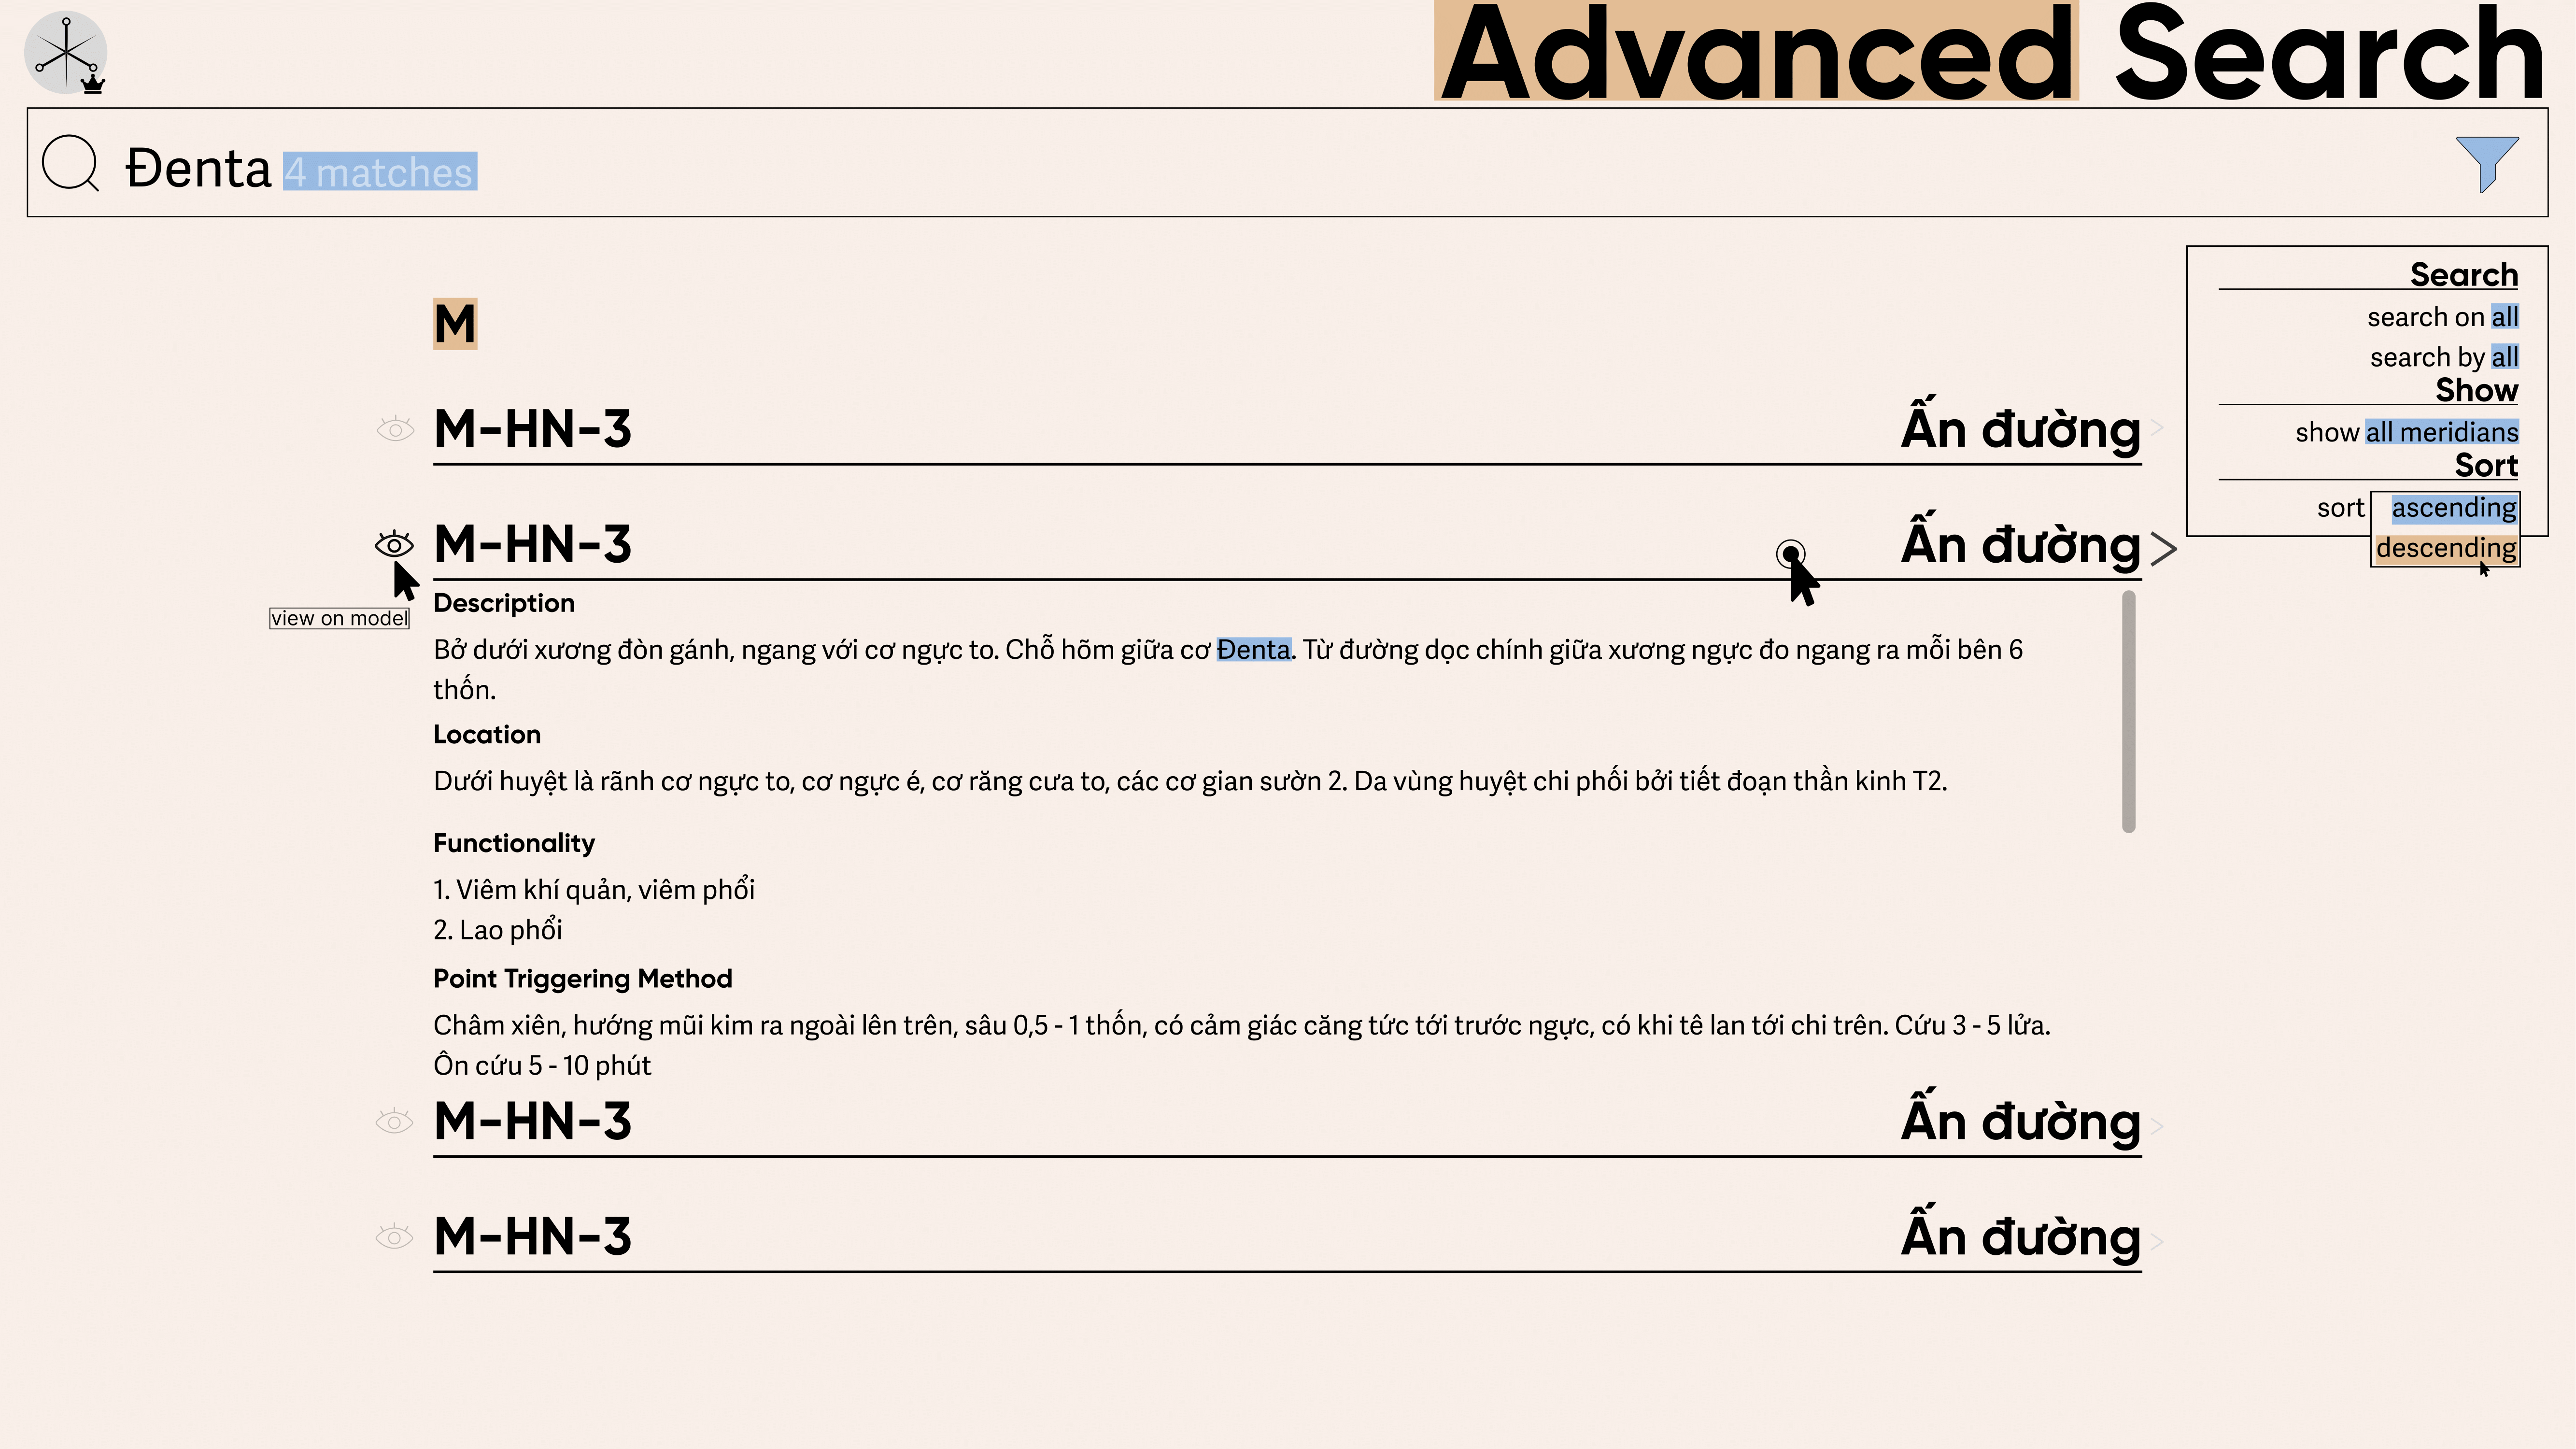 Advanced Search
Đenta 4 matches
Search
search on all
search by all
Show
show all meridians
Sort
sort ascending
descending
M
M-HN-3 Ấn đường
M-HN-3 Ấn đường
view on model
Description
Bở dưới xương đòn gánh, ngang với cơ ngực to. Chỗ hõm giữa cơ Đenta. Từ đường dọc chính giữa xương ngực đo ngang ra mỗi bên 6
thốn.
Location
Dưới huyệt là rãnh cơ ngực to, cơ ngực é, cơ răng cưa to, các cơ gian sườn 2. Da vùng huyệt chi phối bởi tiết đoạn thần kinh T2.
Functionality
1. Viêm khí quản, viêm phổi
2. Lao phổi
Point Triggering Method
Châm xiên, hướng mũi kim ra ngoài lên trên, sâu 0,5 - 1 thốn, có cảm giác căng tức tới trước ngực, có khi tê lan tới chi trên. Cứu 3 - 5 lửa.
Ôn cứu 5 - 10 phút
M-HN-3 Ấn đường
M-HN-3 Ấn đường